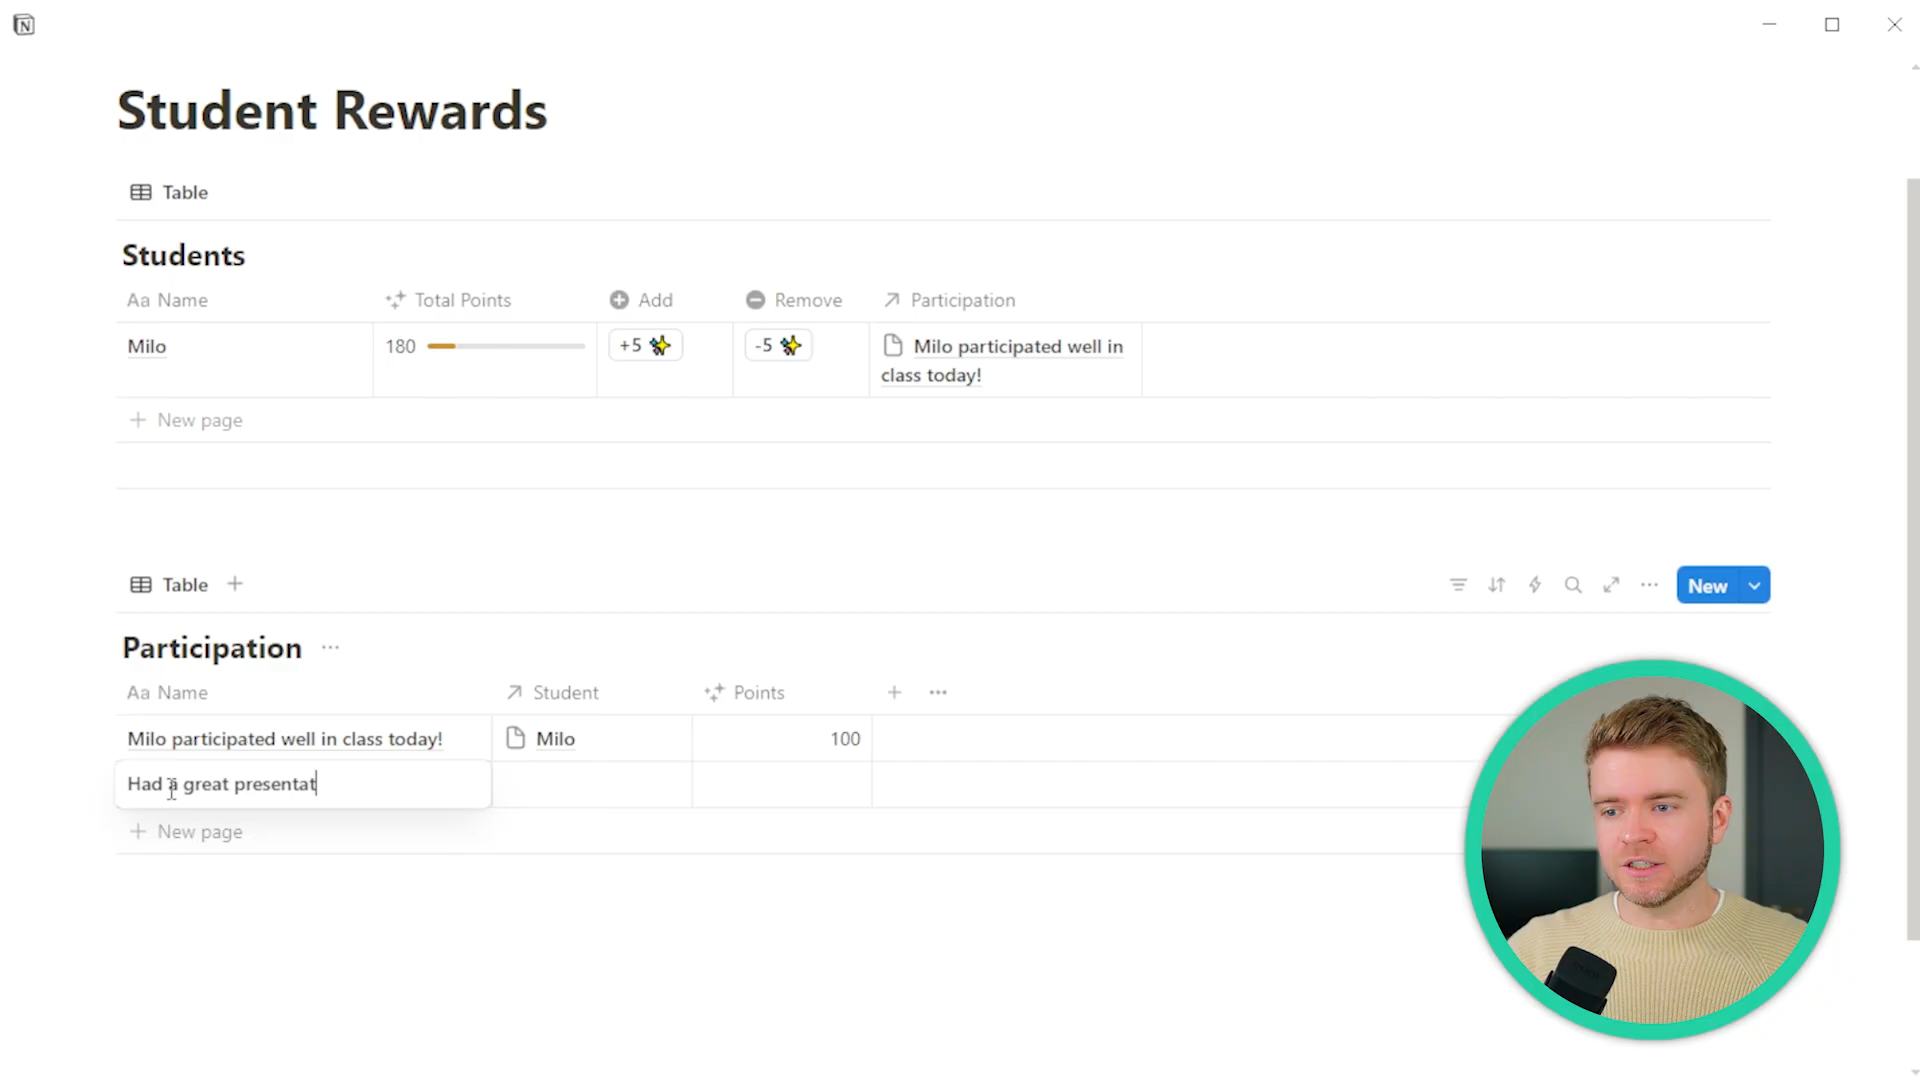 Student Rewards
Table
Students
Aa Name Total Points Add Remove Participation
Milo 180 +5 -5 Milo participated well in
class today!
+ New page
Table +
New
Participation ...
Aa Name Student Points + ...
Milo participated well in class today! Milo 100
Had a great presentat
+ New page